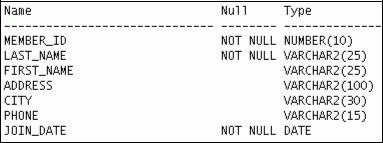 Name Null Type
------------------------------ -------- ----------------
MEMBER_ID NOT NULL NUMBER(10)
LAST_NAME NOT NULL VARCHAR2(25)
FIRST_NAME VARCHAR2(25)
ADDRESS VARCHAR2(100)
CITY VARCHAR2(30)
PHONE VARCHAR2(15)
JOIN_DATE NOT NULL DATE